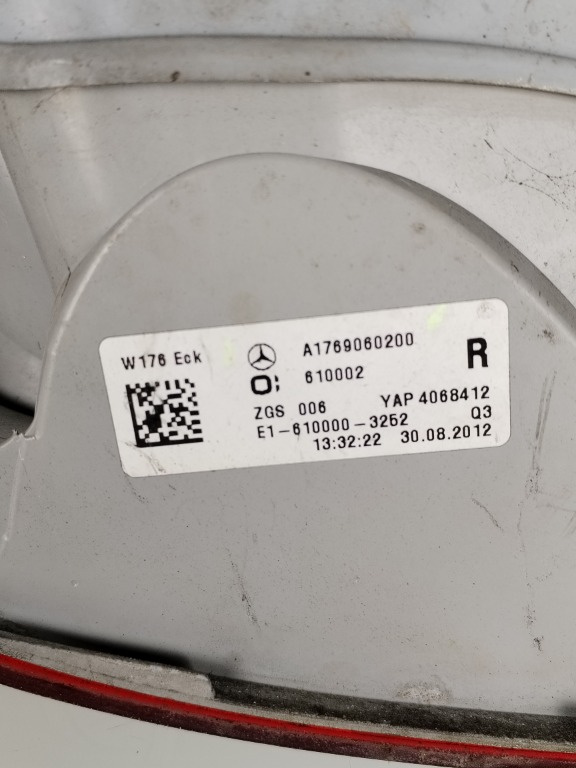 W176 Eck
A1769060200
R
610002
ZGS 006
YAP 4068412
E1-610000-3252
Q3
13:32:22 30.08.2012